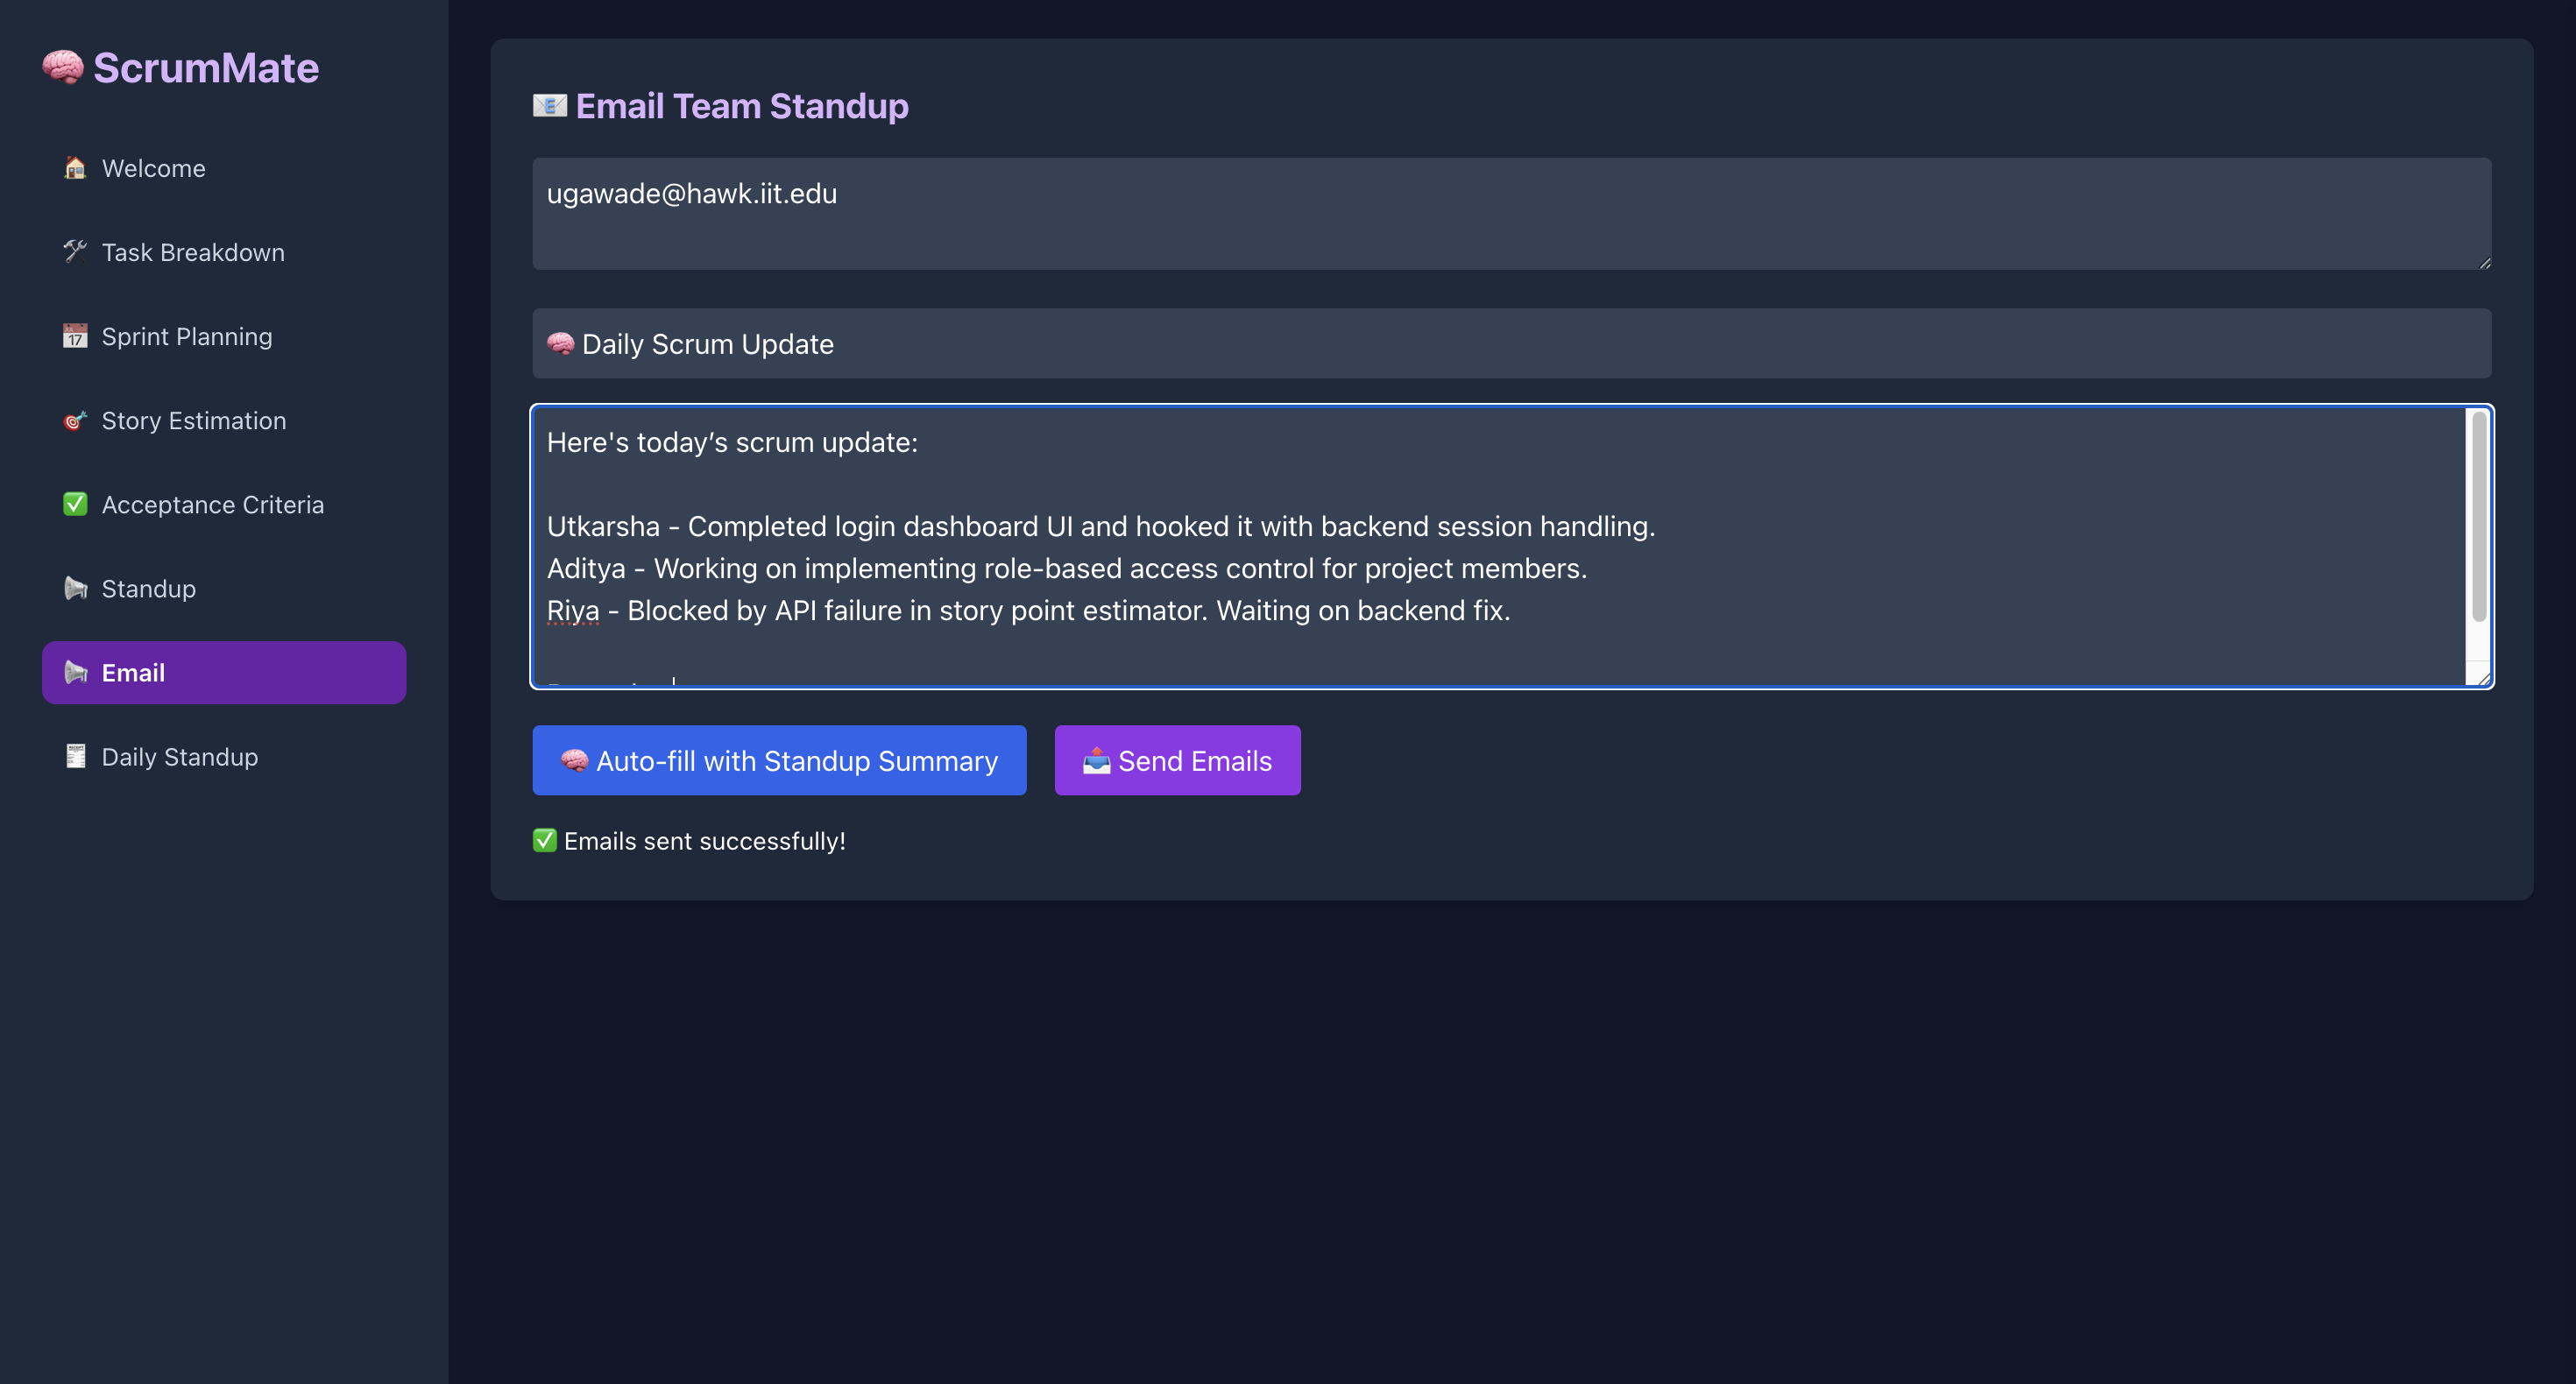 ScrumMate
Welcome
Task Breakdown
17
Sprint Planning
Story Estimation
Acceptance Criteria
Standup
Email
Daily Standup
Email Team Standup
ugawade@hawk.iit.edu
Daily Scrum Update
Here's today’s scrum update:
Utkarsha - Completed login dashboard UI and hooked it with backend session handling.
Aditya - Working on implementing role-based access control for project members.
Riya - Blocked by API failure in story point estimator. Waiting on backend fix.
Auto-fill with Standup Summary
Send Emails
Emails sent successfully!